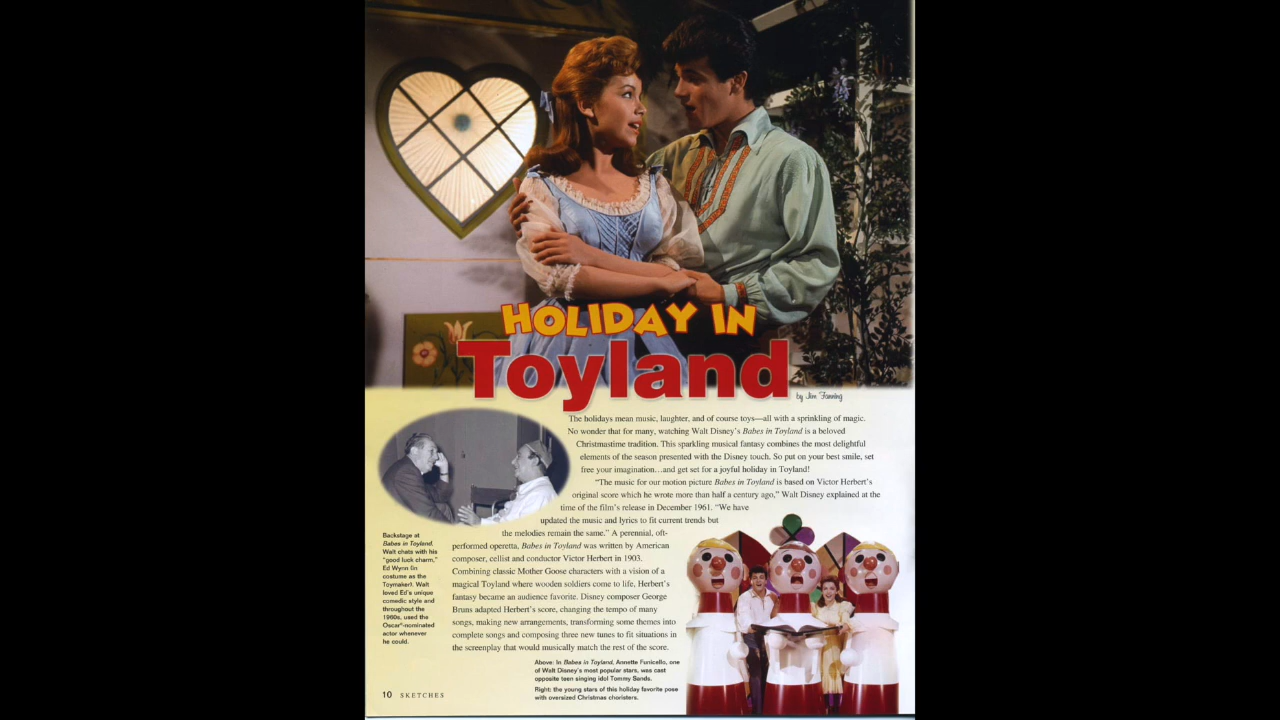 HOLIDAY IN
Toyland
by Jim Fanning
The holidays mean music, laughter, and of course toys—all with a sprinkling of magic.
No wonder that for many, watching Walt Disney's Babes in Toyland is a beloved
Christmastime tradition. This sparkling musical fantasy combines the most delightful
elements of the season presented with the Disney touch. So put on your best smile, set
free your imagination…and get set for a joyful holiday in Toyland!
"The music for our motion picture Babes in Toyland is based on Victor Herbert's
original score which he wrote more than half a century ago," Walt Disney explained at the
time of the film's release in December 1961. "We have
updated the music and lyrics to fit current trends but
the melodies remain the same." A perennial, oft-
performed operetta, Babes in Toyland was written by American
composer, cellist and conductor Victor Herbert in 1903.
Combining classic Mother Goose characters with a vision of a
magical Toyland where wooden soldiers come to life, Herbert's
fantasy became an audience favorite. Disney composer George
Bruns adapted Herbert's score, changing the tempo of many
songs, making new arrangements, transforming some themes into
complete songs and composing three new tunes to fit situations in
the screenplay that would musically match the rest of the score.
Backstage at
Babes in Toyland,
Walt chats with his
"good luck charm,"
Ed Wynn (in
costume as the
Toymaker). Walt
loved Ed's unique
comedic style and
throughout the
1960s, used the
Oscar®-nominated
actor whenever
he could.
Above: In Babes in Toyland, Annette Funicello, one
of Walt Disney's most popular stars, was cast
opposite teen singing idol Tommy Sands.
Right: the young stars of this holiday favorite pose
with oversized Christmas choristers.
10 SKETCHES